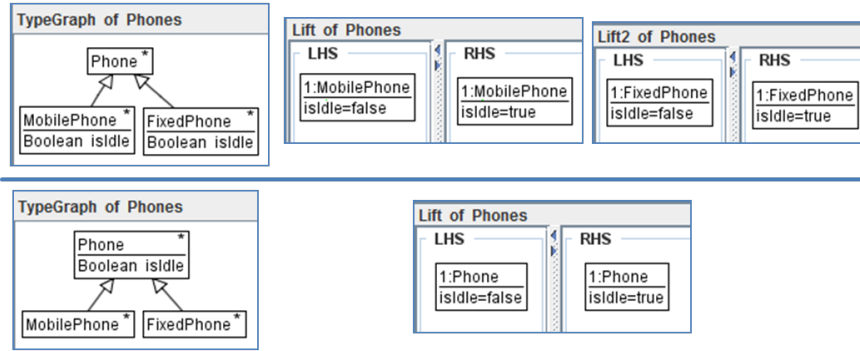 TypeGraph of Phones
Phone *
MobilePhone *
Boolean isIdle
FixedPhone *
Boolean isIdle
Lift of Phones
LHS
1:MobilePhone
isIdle=false
RHS
1:MobilePhone
isIdle=true
Lift2 of Phones
LHS
1:FixedPhone
isIdle=false
RHS
1:FixedPhone
isIdle=true
TypeGraph of Phones
Phone *
Boolean isIdle
MobilePhone *
FixedPhone *
Lift of Phones
LHS
1:Phone
isIdle=false
RHS
1:Phone
isIdle=true